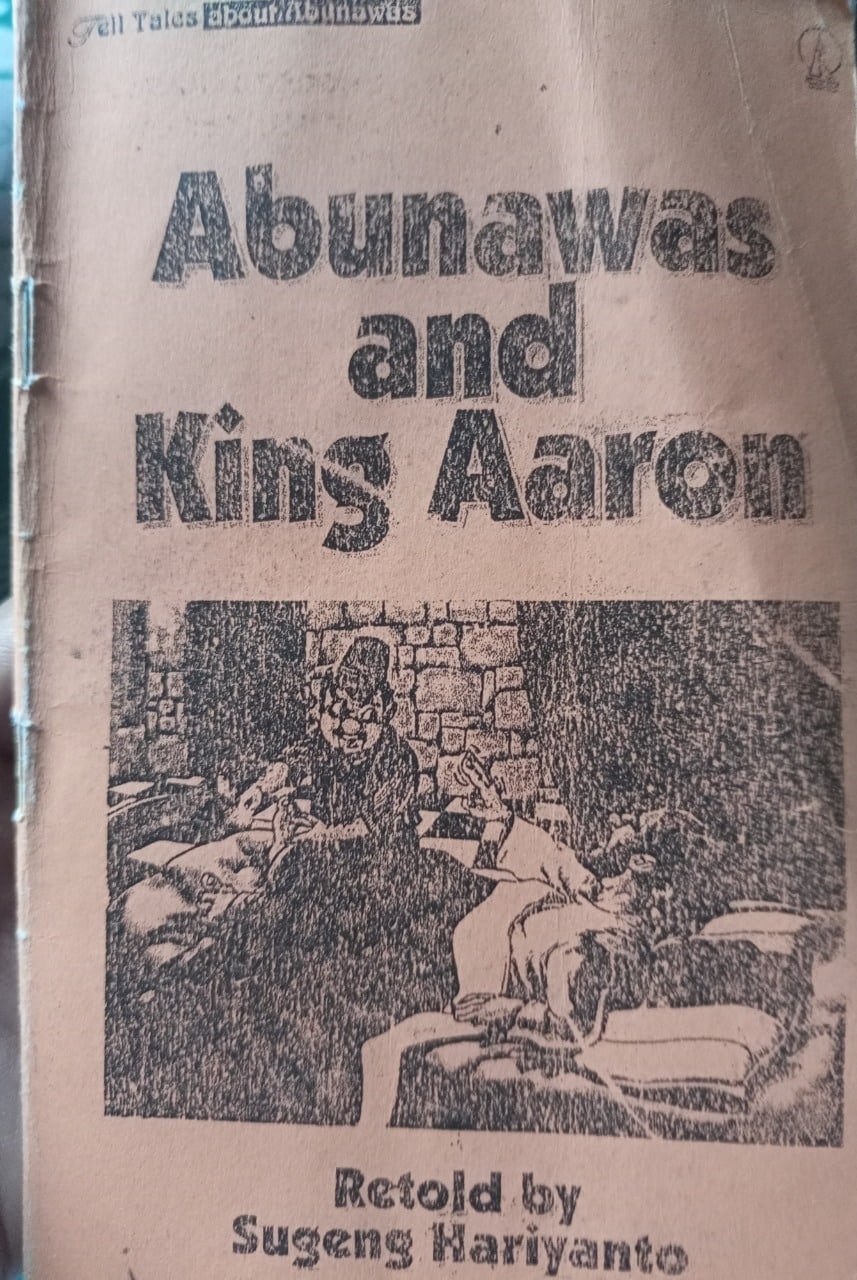 Tell Tales about Abunawas
Abunawas
and
King Aaron
Retold by
Sugeng Hariyanto